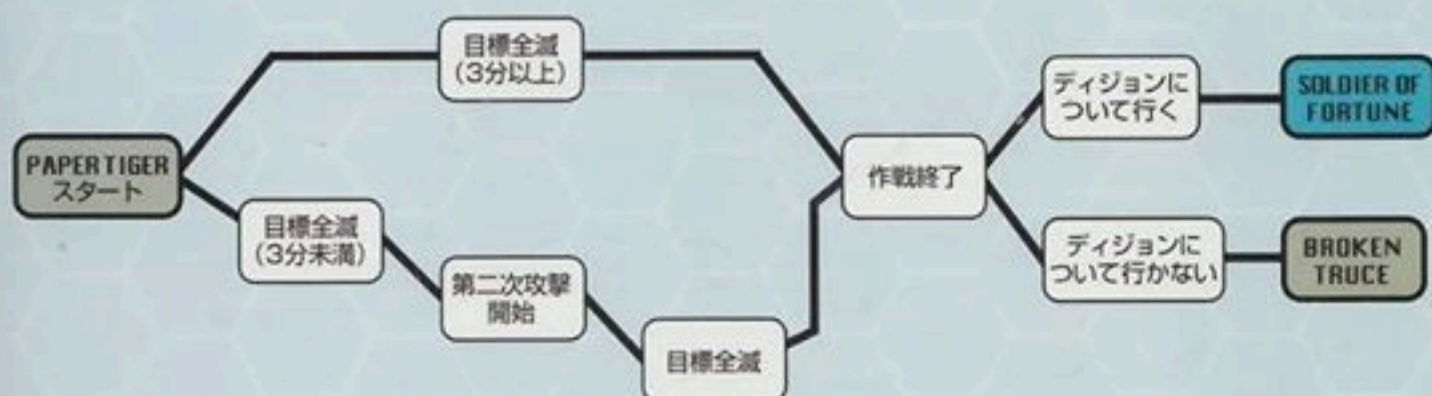 PAPERTIGER
スタート
目標全滅
(3分以上)
目標全滅
(3分未満)
第二次攻撃
開始
目標全滅
作戦終了
ディジョンに
ついて行く
SOLDIER OF
FORTUNE
ディジョンに
ついて行かない
BROKEN
TRUCE